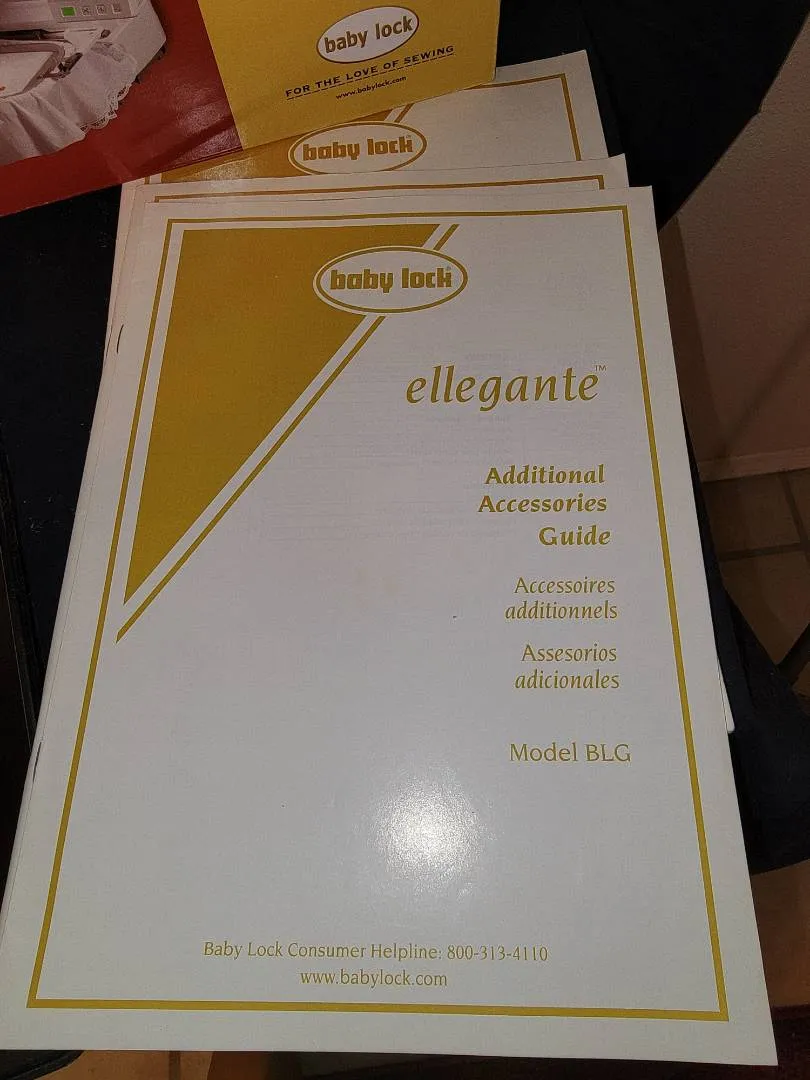 baby lock
FOR THE LOVE OF SEWING
www.babylock.com
baby lock
baby lock
ellegante™
Additional
Accessories
Guide
Accessoires
additionnels
Assesorios
adicionales
Model BLG
Baby Lock Consumer Helpline: 800-313-4110
www.babylock.com